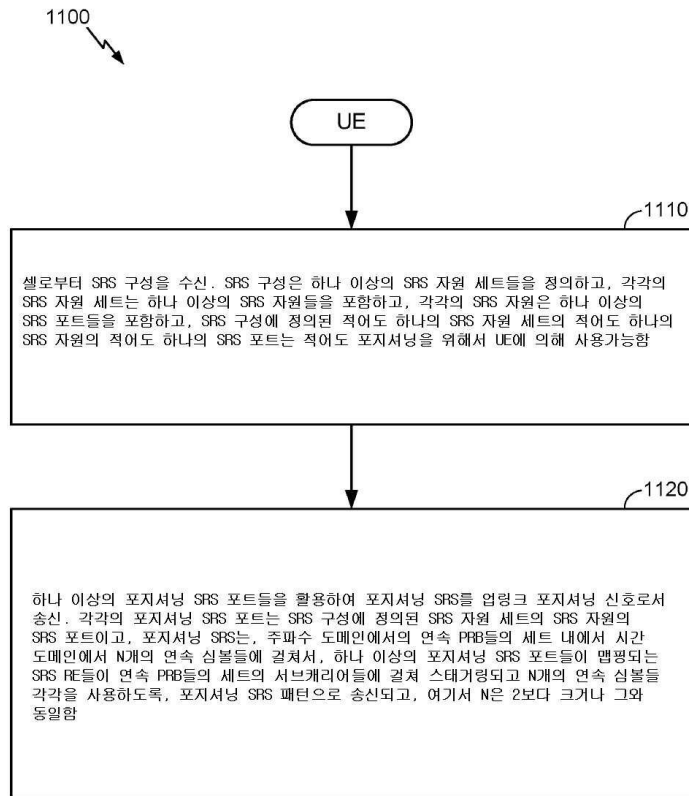 1100
UE
1110
셀로부터 SRS 구성을 수신. SRS 구성은 하나 이상의 SRS 자원 세트들을 정의하고, 각각의
SRS 자원 세트는 하나 이상의 SRS 자원들을 포함하고, 각각의 SRS 자원은 하나 이상의
SRS 포트들을 포함하고, SRS 구성에 정의된 적어도 하나의 SRS 자원 세트의 적어도 하나의
SRS 자원의 적어도 하나의 SRS 포트는 적어도 포지셔닝을 위해서 UE에 의해 사용가능함
1120
하나 이상의 포지셔닝 SRS 포트들을 활용하여 포지셔닝 SRS를 업링크 포지셔닝 신호로서
송신. 각각의 포지셔닝 SRS 포트는 SRS 구성에 정의된 SRS 자원 세트의 SRS 자원의
SRS 포트이고, 포지셔닝 SRS는, 주파수 도메인에서의 연속 PRB들의 세트 내에서 시간
도메인에서 N개의 연속 심볼들에 걸쳐서, 하나 이상의 포지셔닝 SRS 포트들이 맵핑되는
SRS RE들이 연속 PRB들의 세트의 서브캐리어들에 걸쳐 스태거링되고 N개의 연속 심볼들
각각을 사용하도록, 포지셔닝 SRS 패턴으로 송신되고, 여기서 N은 2보다 크거나 그와
동일함